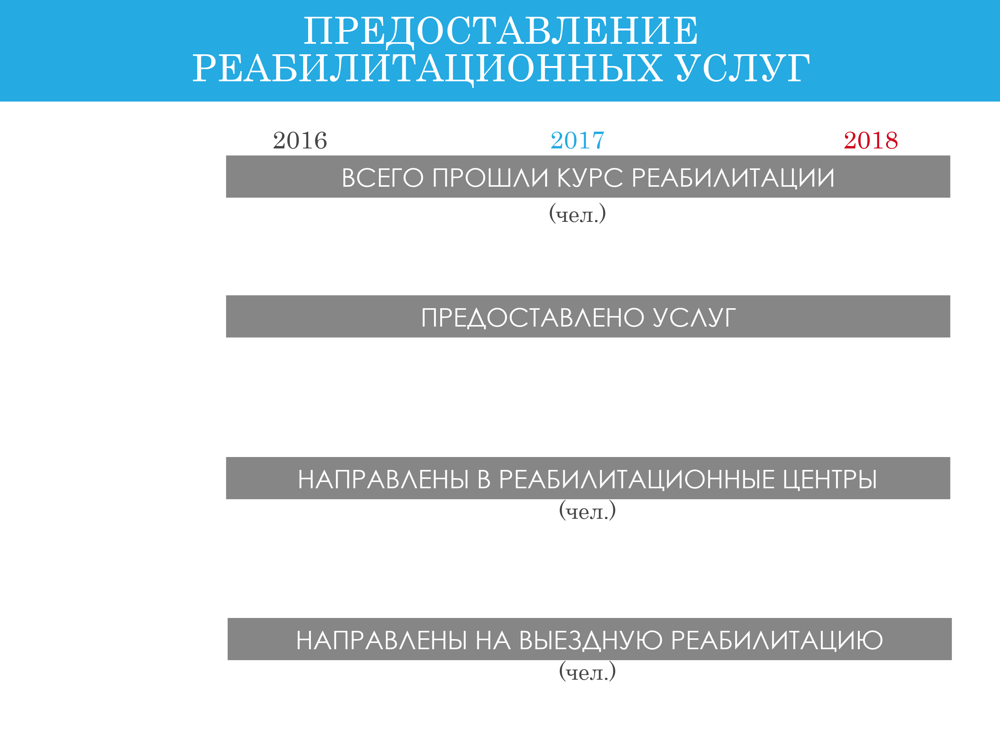 ПРЕДОСТАВЛЕНИЕ
РЕАБИЛИТАЦИОННЫХ УСЛУГ
2016 2017 2018
ВСЕГО ПРОШЛИ КУРС РЕАБИЛИТАЦИИ
(чел.)
ПРЕДОСТАВЛЕНО УСЛУГ
НАПРАВЛЕНЫ В РЕАБИЛИТАЦИОННЫЕ ЦЕНТРЫ
(чел.)
НАПРАВЛЕНЫ НА ВЫЕЗДНУЮ РЕАБИЛИТАЦИЮ
(чел.)